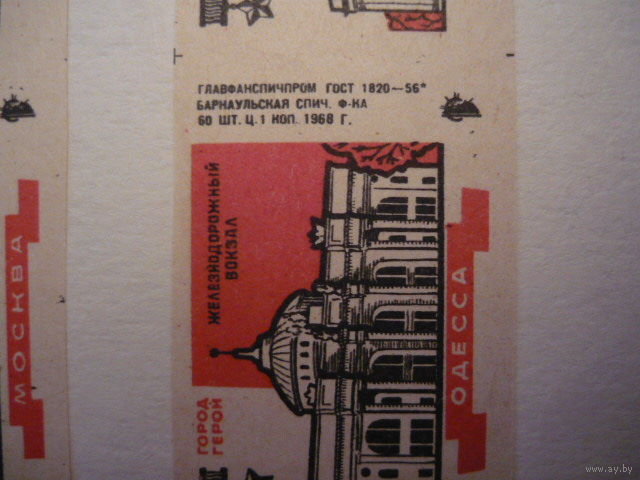 ГЛАВФАНСПИЧПРОМ ГОСТ 1820—56*
БАРНАУЛЬСКАЯ СПИЧ. Ф-КА
60 ШТ. Ц. 1 КОП. 1968 Г.
ЖЕЛЕЗНОДОРОЖНЫЙ
ВОКЗАЛ
ГОРОД
ГЕРОЙ
ОДЕССА
МОСКВА
www.ay.by